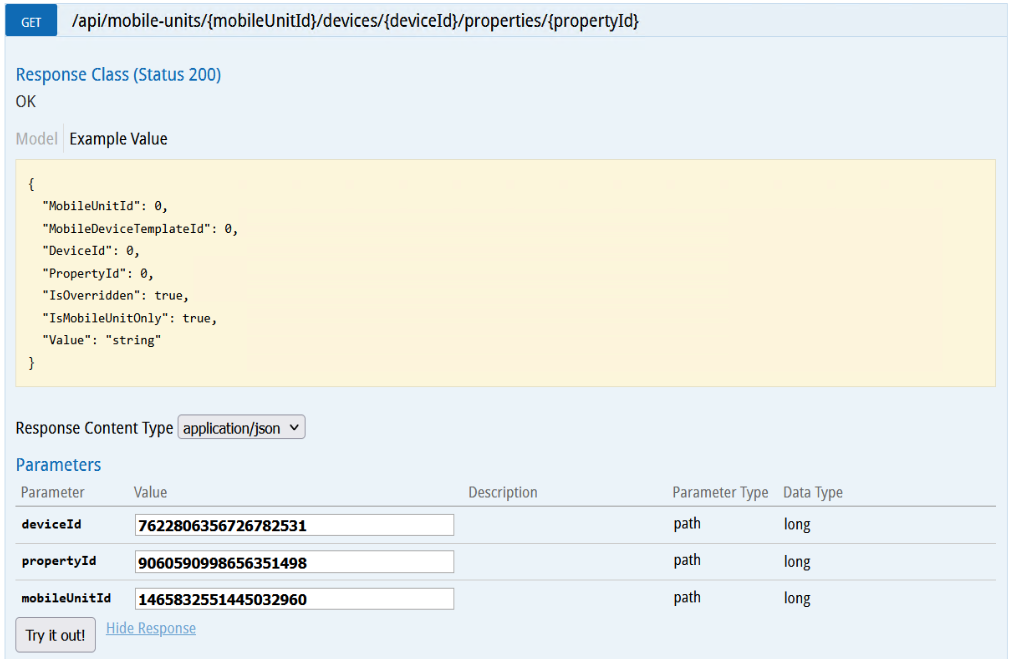 GET /api/mobile-units/{mobileUnitId}/devices/{deviceId}/properties/{propertyId}
Response Class (Status 200)
OK
Model Example Value
{
"MobileUnitId": 0,
"MobileDeviceTemplateId": 0,
"DeviceId": 0,
"PropertyId": 0,
"IsOverridden": true,
"IsMobileUnitOnly": true,
"Value": "string"
}
Response Content Type application/json
Parameters
Parameter Value Description Parameter Type Data Type
deviceId 7622806356726782531 path long
propertyId 9060590998656351498 path long
mobileUnitId 1465832551445032960 path long
Try it out! Hide Response